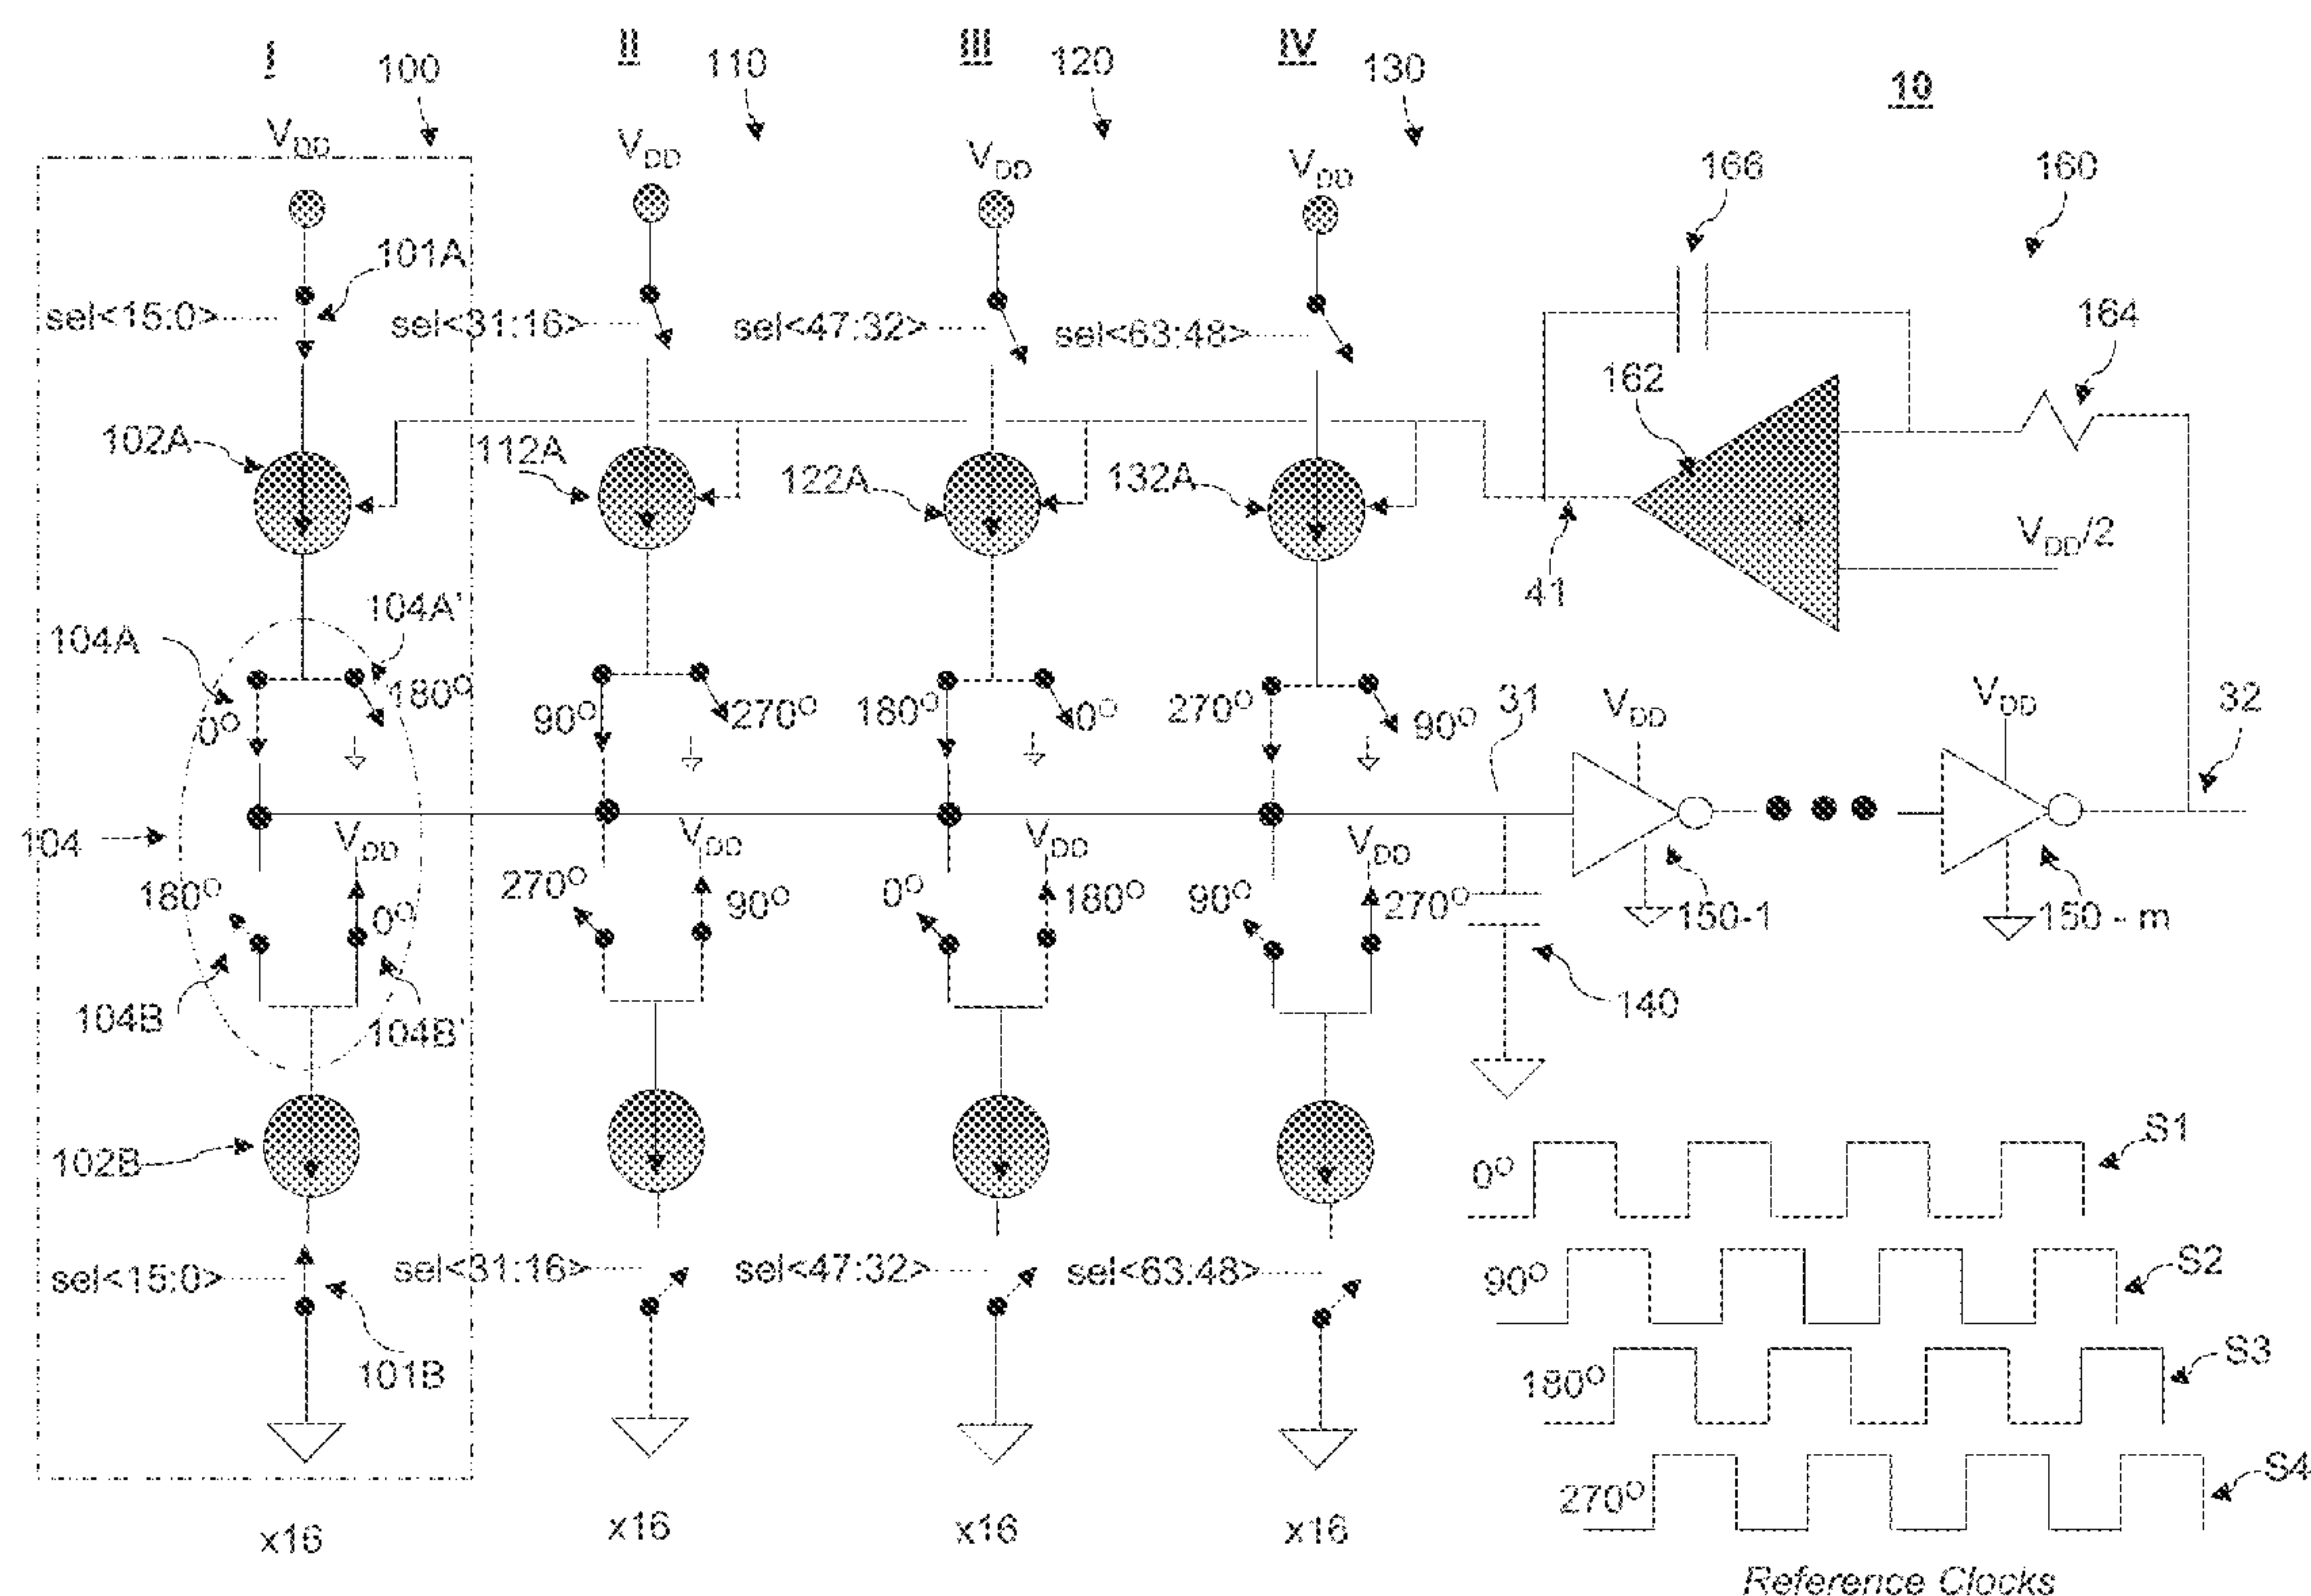 I 100 II 110 III 120 IV 130 10
VDD VDD VDD VDD
166 160
101A
sel<15:0> sel<31:16> sel<47:32> sel<63:48>
164
162
102A 112A 122A 132A
VDD/2
41
104A 104A'
0° 180° 90° 270° 180° 0° 270° 90°
31 VDD VDD 32
104
VDD VDD VDD VDD
180° 0° 270° 90° 0° 180° 90° 270°
150-1 150 - m
104B 104B' 140
102B
sel<15:0> sel<31:16> sel<47:32> sel<63:48>
101B
0° S1
90° S2
180° S3
270° S4
x16 x16 x16 x16
Reference Clocks